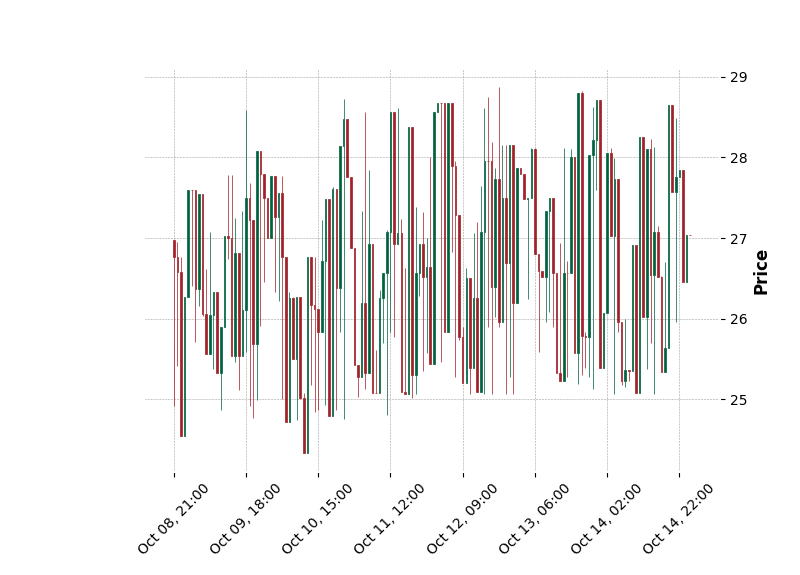 29
28
27
26
25
Price
Oct 08, 21:00
Oct 09, 18:00
Oct 10, 15:00
Oct 11, 12:00
Oct 12, 09:00
Oct 13, 06:00
Oct 14, 02:00
Oct 14, 22:00